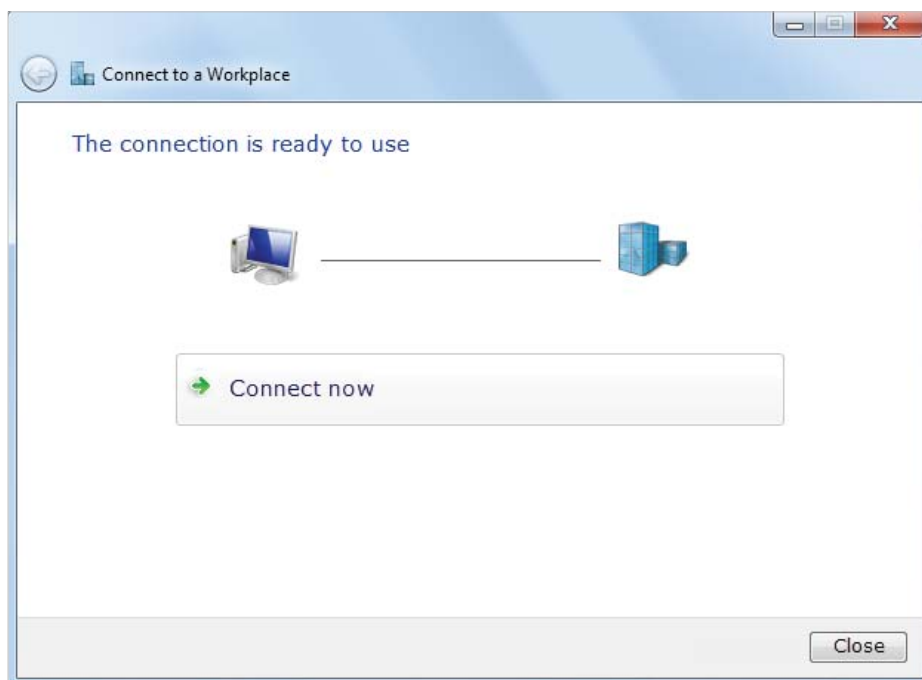 Connect to a Workplace
The connection is ready to use
Connect now
Close